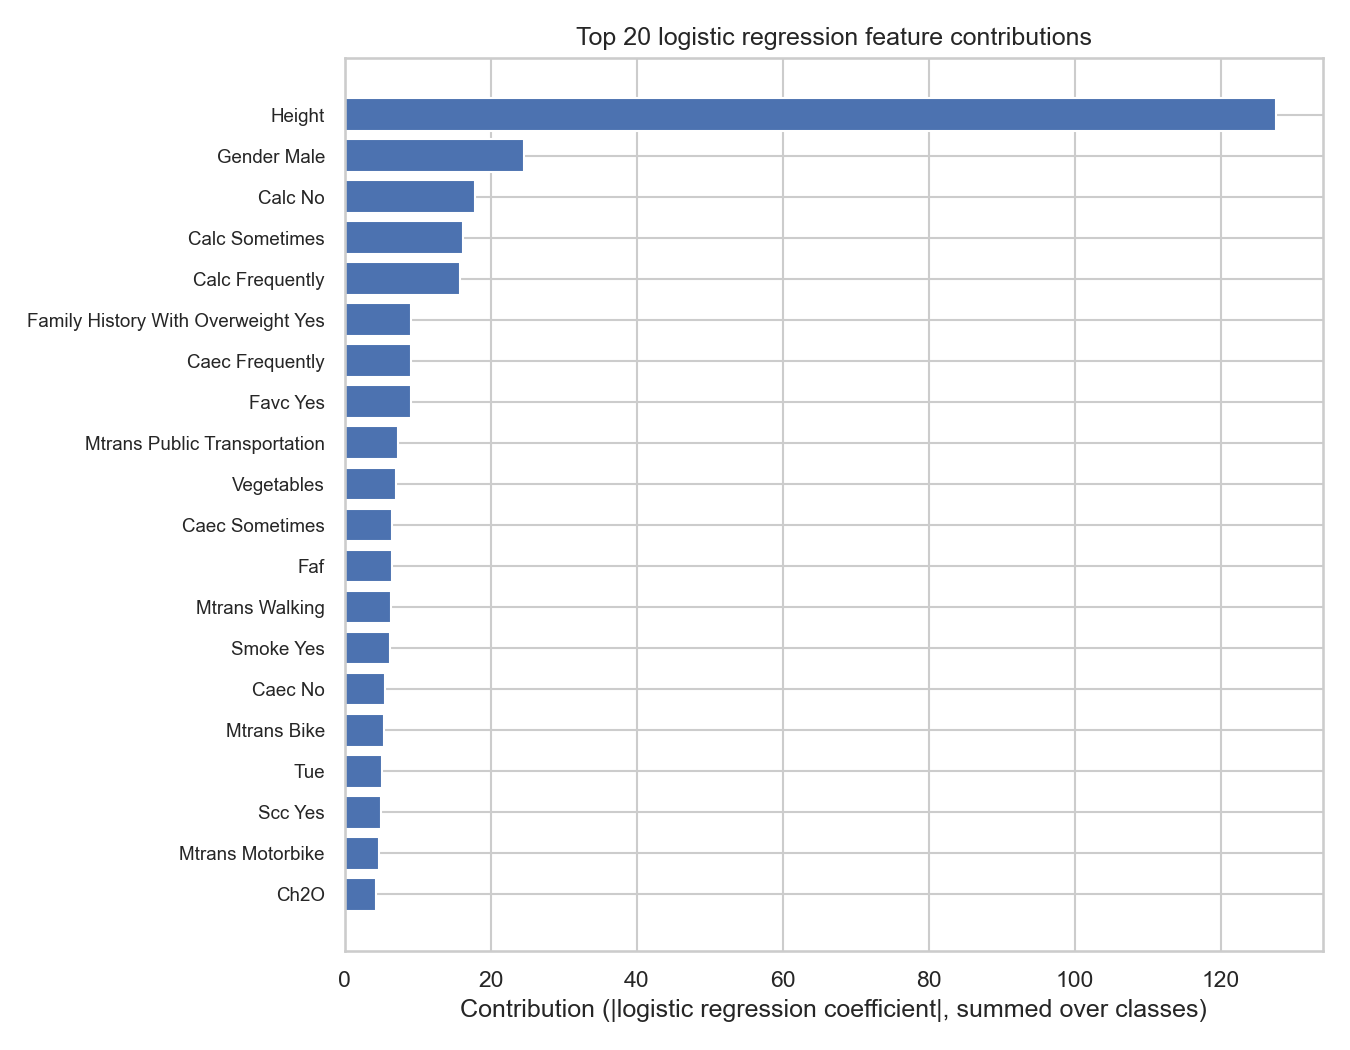 Top 20 logistic regression feature contributions
Height
Gender Male
Calc No
Calc Sometimes
Calc Frequently
Family History With Overweight Yes
Caec Frequently
Favc Yes
Mtrans Public Transportation
Vegetables
Caec Sometimes
Faf
Mtrans Walking
Smoke Yes
Caec No
Mtrans Bike
Tue
Scc Yes
Mtrans Motorbike
Ch2O
0 20 40 60 80 100 120
Contribution (|logistic regression coefficient|, summed over classes)